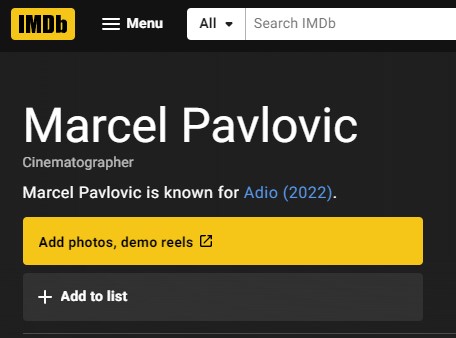 IMDb Menu All Search IMDb
Marcel Pavlovic
Cinematographer
Marcel Pavlovic is known for Adio (2022).
Add photos, demo reels
Add to list